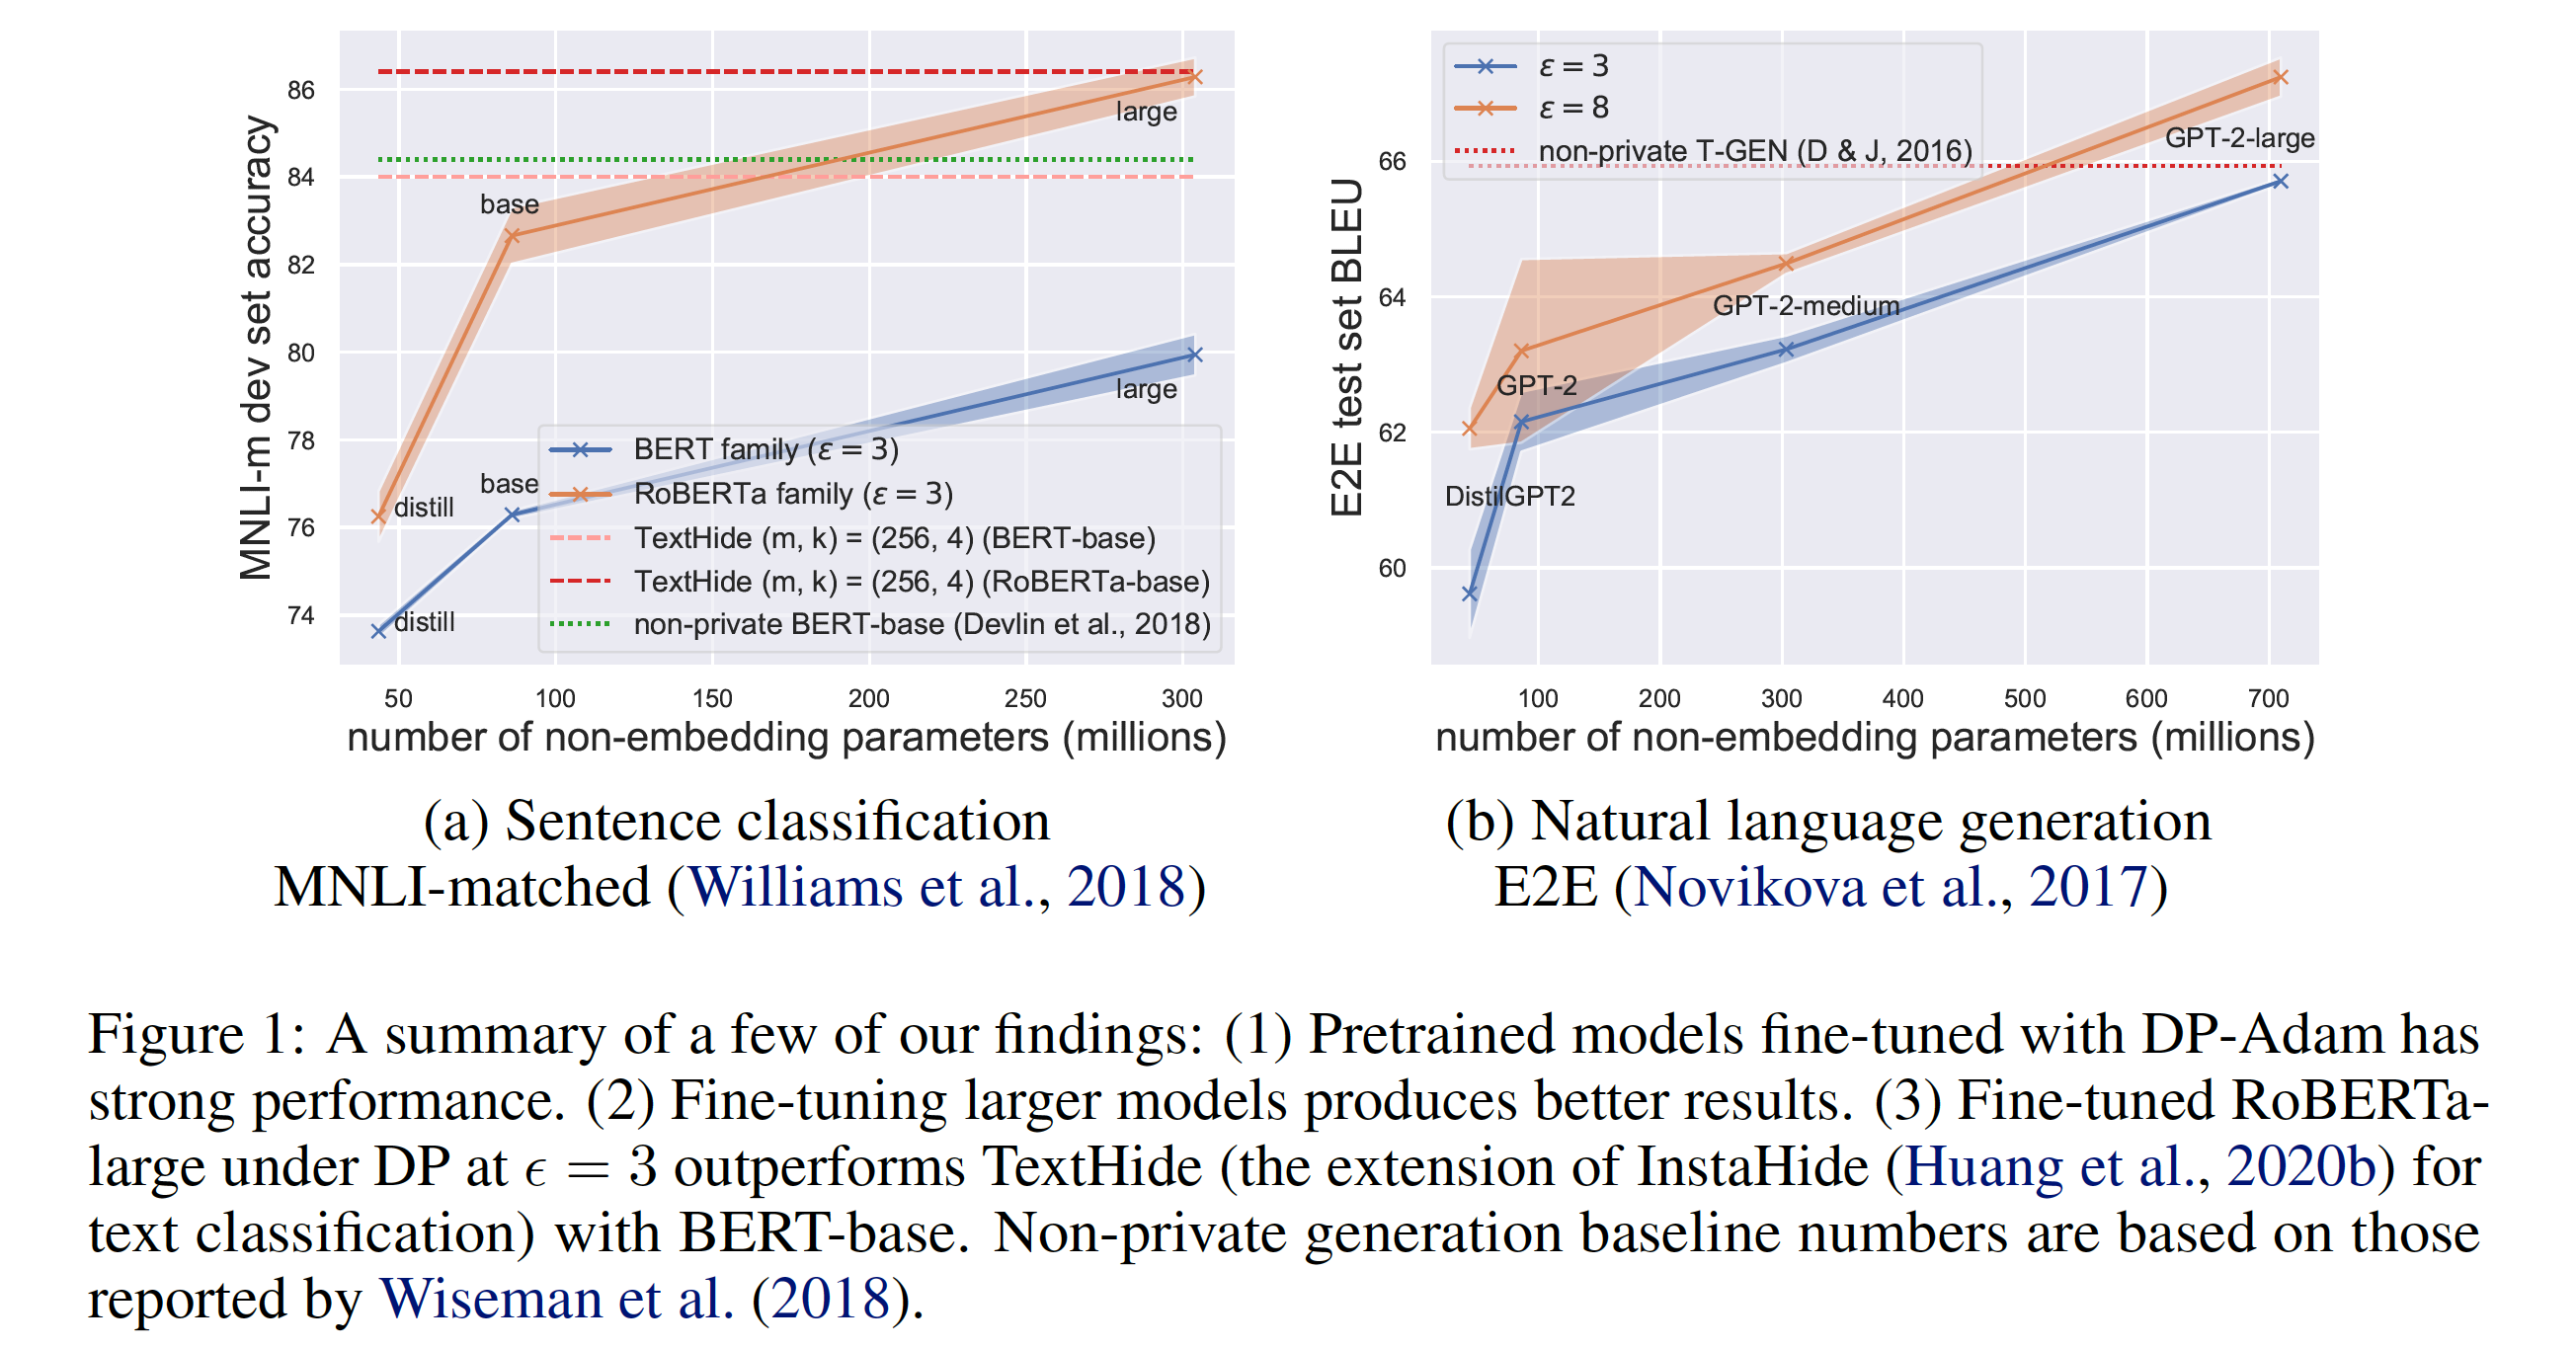 MNLI-m dev set accuracy
86
84
82
80
78
76
74
base
large
large
base
distill
distill
BERT family (ε = 3)
RoBERTa family (ε = 3)
TextHide (m, k) = (256, 4) (BERT-base)
TextHide (m, k) = (256, 4) (RoBERTa-base)
non-private BERT-base (Devlin et al., 2018)
50 100 150 200 250 300
number of non-embedding parameters (millions)
(a) Sentence classification
MNLI-matched (Williams et al., 2018)
E2E test set BLEU
66
64
62
60
ε = 3
ε = 8
non-private T-GEN (D & J, 2016)
GPT-2-large
GPT-2-medium
GPT-2
DistilGPT2
100 200 300 400 500 600 700
number of non-embedding parameters (millions)
(b) Natural language generation
E2E (Novikova et al., 2017)
Figure 1: A summary of a few of our findings: (1) Pretrained models fine-tuned with DP-Adam has
strong performance. (2) Fine-tuning larger models produces better results. (3) Fine-tuned RoBERTa-
large under DP at ϵ = 3 outperforms TextHide (the extension of InstaHide (Huang et al., 2020b) for
text classification) with BERT-base. Non-private generation baseline numbers are based on those
reported by Wiseman et al. (2018).